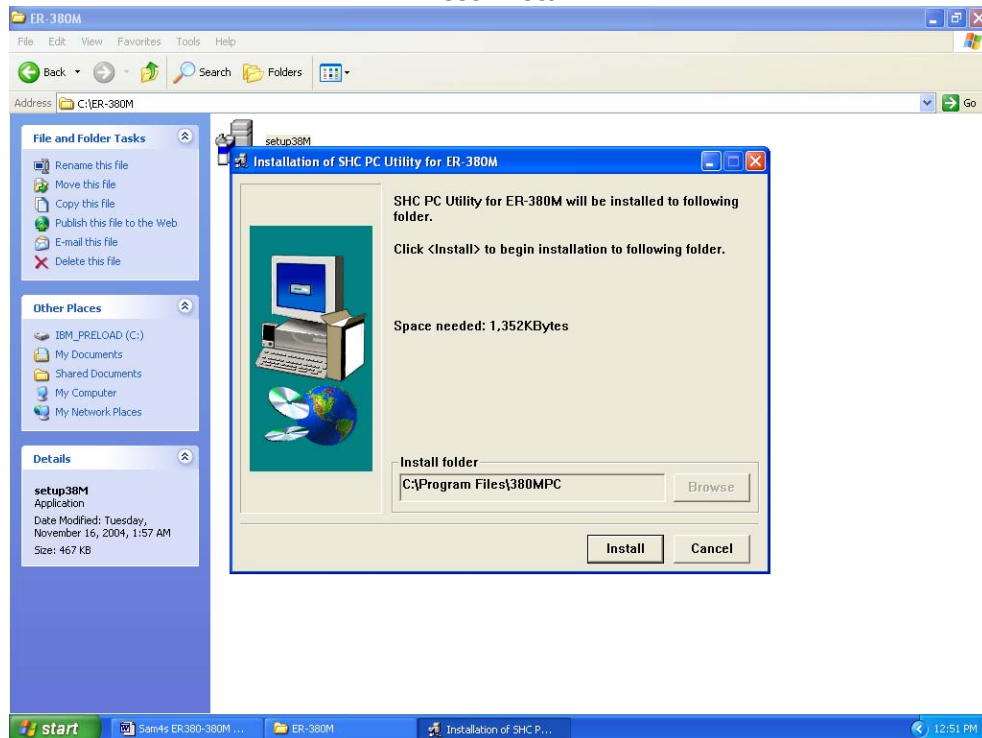 ER-380M
File Edit View Favorites Tools Help
Back Search Folders
Address C:\ER-380M Go
File and Folder Tasks
Rename this file
Move this file
Copy this file
Publish this file to the Web
E-mail this file
Delete this file
Other Places
IBM_PRELOAD (C:)
My Documents
Shared Documents
My Computer
My Network Places
Details
setup38M
Application
Date Modified: Tuesday,
November 16, 2004, 1:57 AM
Size: 467 KB
setup38M
Installation of SHC PC Utility for ER-380M
SHC PC Utility for ER-380M will be installed to following
folder.
Click <Install> to begin installation to following folder.
Space needed: 1,352KBytes
Install folder
C:\Program Files\380MPC Browse
Install Cancel
start Sam4s ER380-380M ... ER-380M Installation of SHC P... 12:51 PM